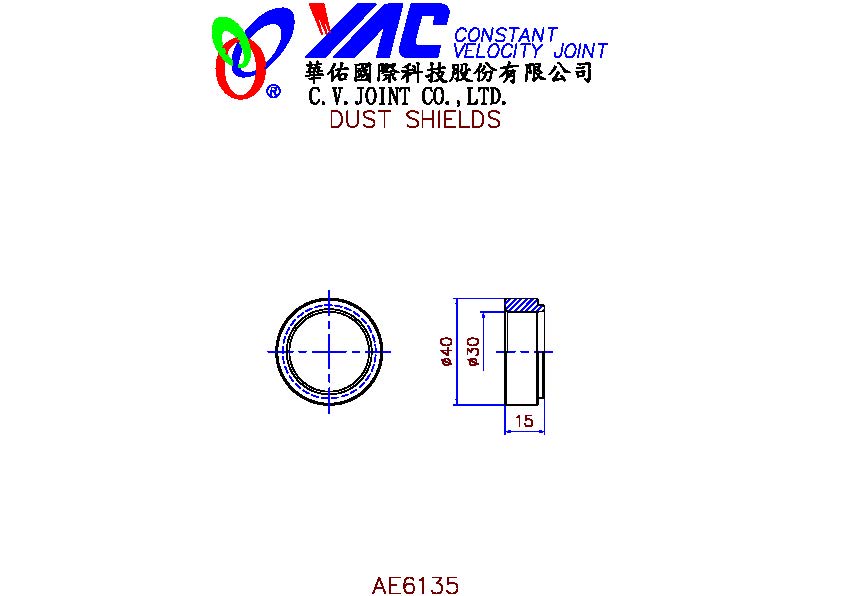 YAC CONSTANT
VELOCITY JOINT
®
華佑國際科技股份有限公司
C.V.JOINT CO.,LTD.
DUST SHIELDS
ø40
ø30
15
AE6135